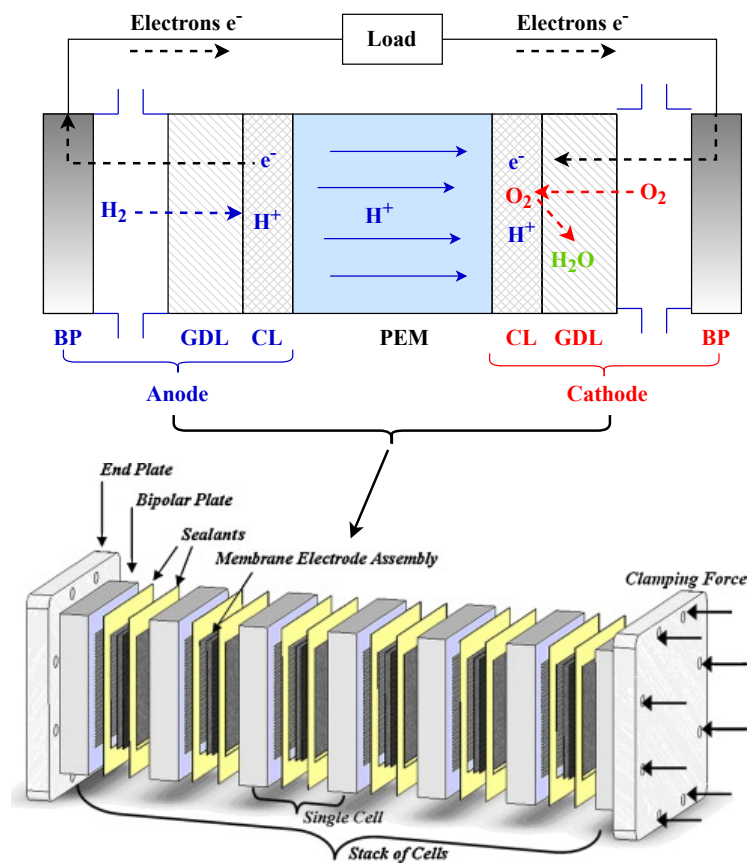 Electrons e-
Load
Electrons e-
e-
H2
H+
H+
e-
O2
O2
H+
H2O
BP
GDL
CL
PEM
CL
GDL
BP
Anode
Cathode
End Plate
Bipolar Plate
Sealants
Membrane Electrode Assembly
Clamping Force
Single Cell
Stack of Cells